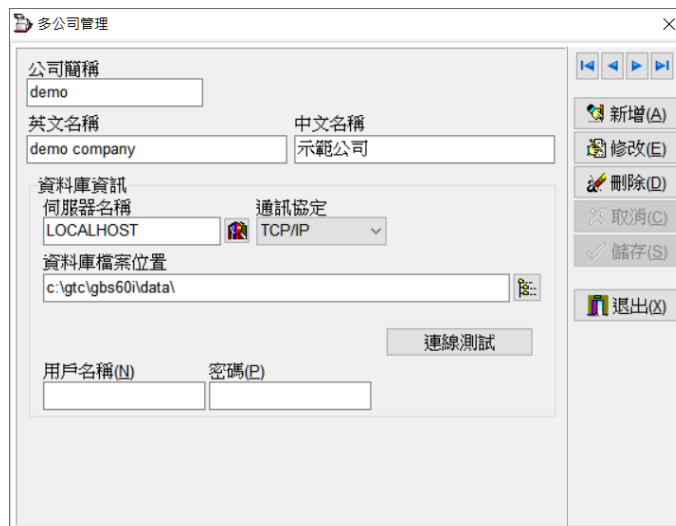 多公司管理
公司簡稱
demo
英文名稱 中文名稱
demo company 示範公司
資料庫資訊
伺服器名稱 通訊協定
LOCALHOST TCP/IP
資料庫檔案位置
c:\gtc\gbs60i\data\
連線測試
用戶名稱(N) 密碼(P)
新增(A)
修改(E)
刪除(D)
取消(C)
儲存(S)
退出(X)